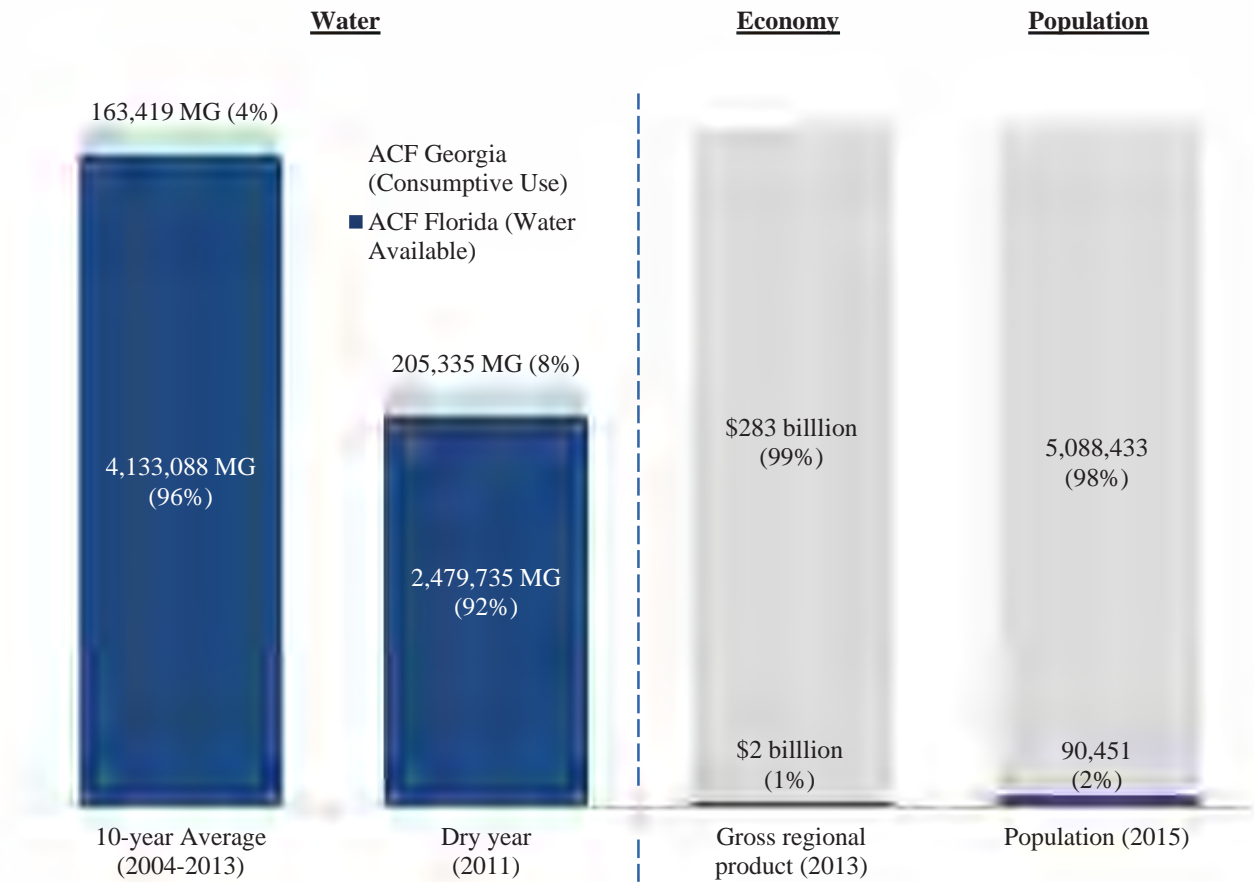 Water
Economy
Population
163,419 MG (4%)
ACF Georgia
(Consumptive Use)
ACF Florida (Water
Available)
205,335 MG (8%)
4,133,088 MG
(96%)
2,479,735 MG
(92%)
$283 billlion
(99%)
5,088,433
(98%)
$2 billlion
(1%)
90,451
(2%)
10-year Average
(2004-2013)
Dry year
(2011)
Gross regional
product (2013)
Population (2015)